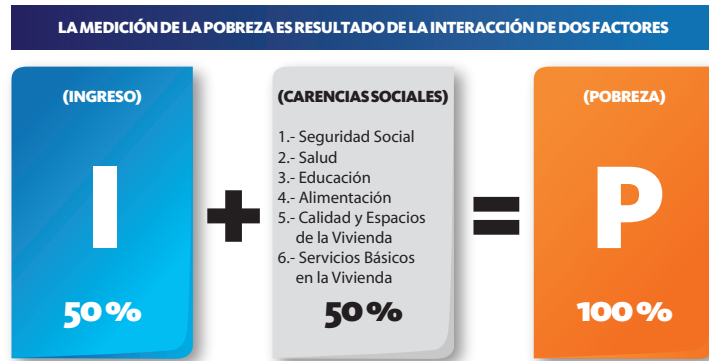 LA MEDICIÓN DE LA POBREZA ES RESULTADO DE LA INTERACCIÓN DE DOS FACTORES
(INGRESO)
I
50%
+
(CARENCIAS SOCIALES)
1.- Seguridad Social
2.- Salud
3.- Educación
4.- Alimentación
5.- Calidad y Espacios
de la Vivienda
6.- Servicios Básicos
en la Vivienda
50%
=
(POBREZA)
P
100%